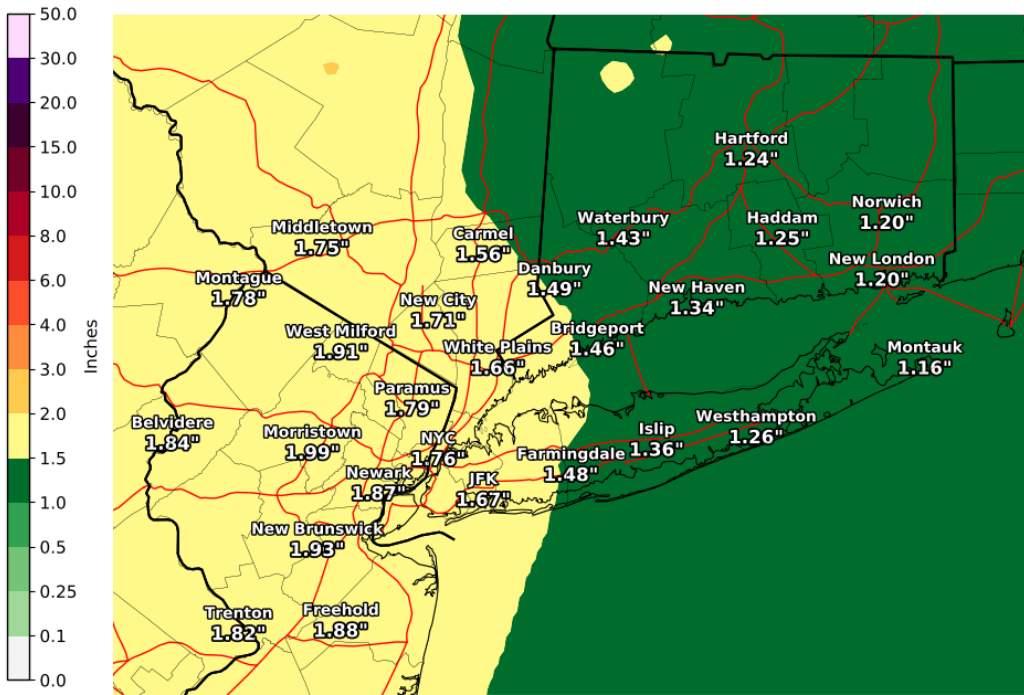 50.0
30.0
20.0
15.0
10.0
8.0
6.0
4.0
3.0
2.0
1.5
1.0
0.5
0.25
0.1
0.0
Inches
Hartford
1.24"
Norwich
1.20"
Waterbury
1.43"
Haddam
1.25"
Middletown
1.75"
Carmel
1.56"
New London
1.20"
Danbury
1.49"
Montague
1.78"
New Haven
1.34"
New City
1.71"
West Milford
1.91"
Bridgeport
1.46"
White Plains
1.66"
Montauk
1.16"
Paramus
1.79"
Westhampton
1.26"
Belvidere
1.84"
Morristown
1.99"
NYC
1.76"
Islip
1.36"
Farmingdale
1.48"
Newark
1.87"
JFK
1.67"
New Brunswick
1.93"
Trenton
1.82"
Freehold
1.88"